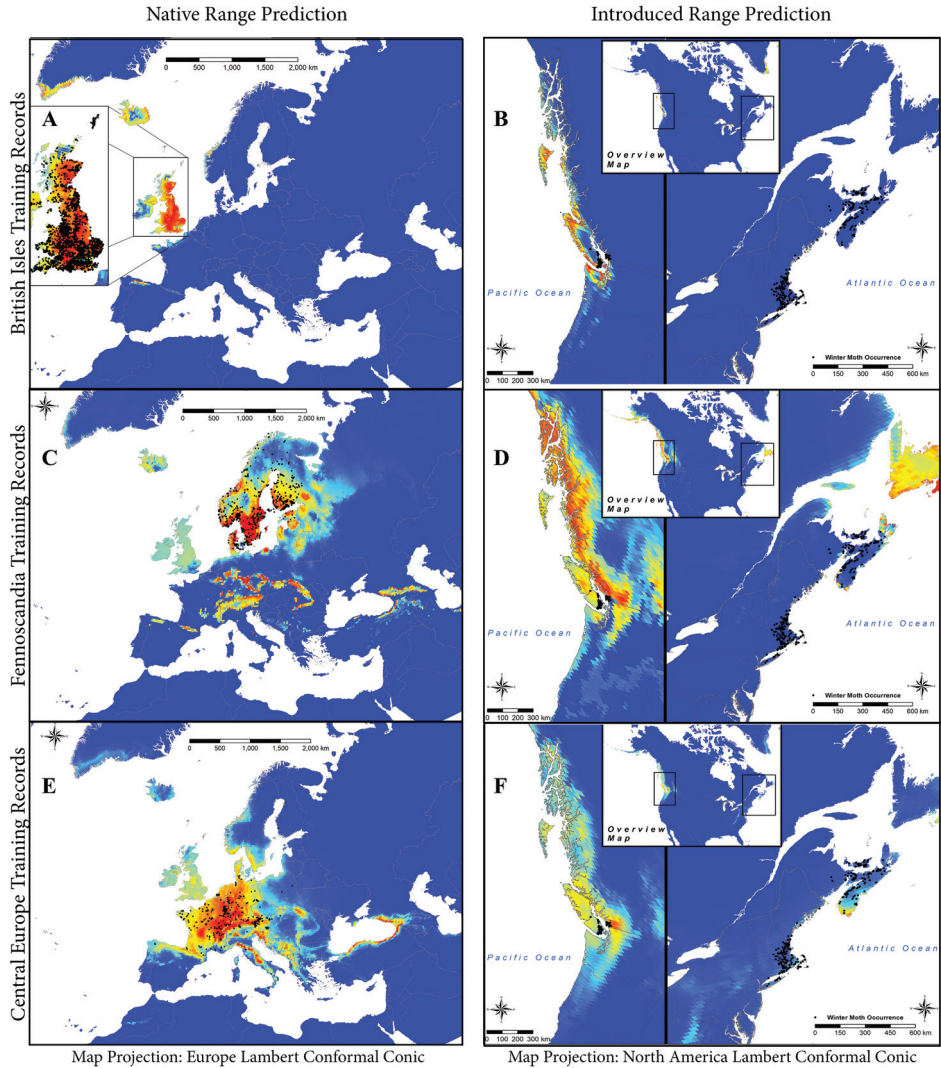 Native Range Prediction
Introduced Range Prediction
British Isles Training Records
A
0 500 1,000 1,500 2,000 km
B
Overview
Map
Pacific Ocean
Atlantic Ocean
Winter Moth Occurrence
0 100 200 300 km
0 150 300 450 600 km
Fennoscandia Training Records
C
0 500 1,000 1,500 2,000 km
D
Overview
Map
Pacific Ocean
Atlantic Ocean
Winter Moth Occurrence
0 100 200 300 km
0 150 300 450 600 km
Central Europe Training Records
E
0 500 1,000 1,500 2,000 km
F
Overview
Map
Pacific Ocean
Atlantic Ocean
Winter Moth Occurrence
0 100 200 300 km
0 150 300 450 600 km
Map Projection: Europe Lambert Conformal Conic
Map Projection: North America Lambert Conformal Conic